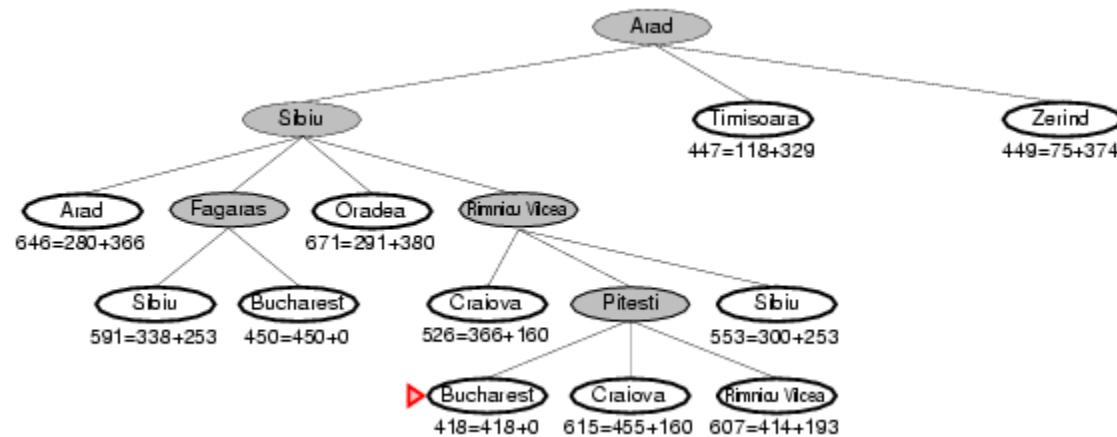 Arad
Sibiu
Timisoara
Zerind
447=118+329
449=75+374
Arad
Fagaras
Oradea
Rimnicu Vilcea
646=280+366
671=291+380
Sibiu
Bucharest
Craiova
Pitesti
Sibiu
591=338+253
450=450+0
526=366+160
553=300+253
Bucharest
Craiova
Rimnicu Vilcea
418=418+0
615=455+160
607=414+193